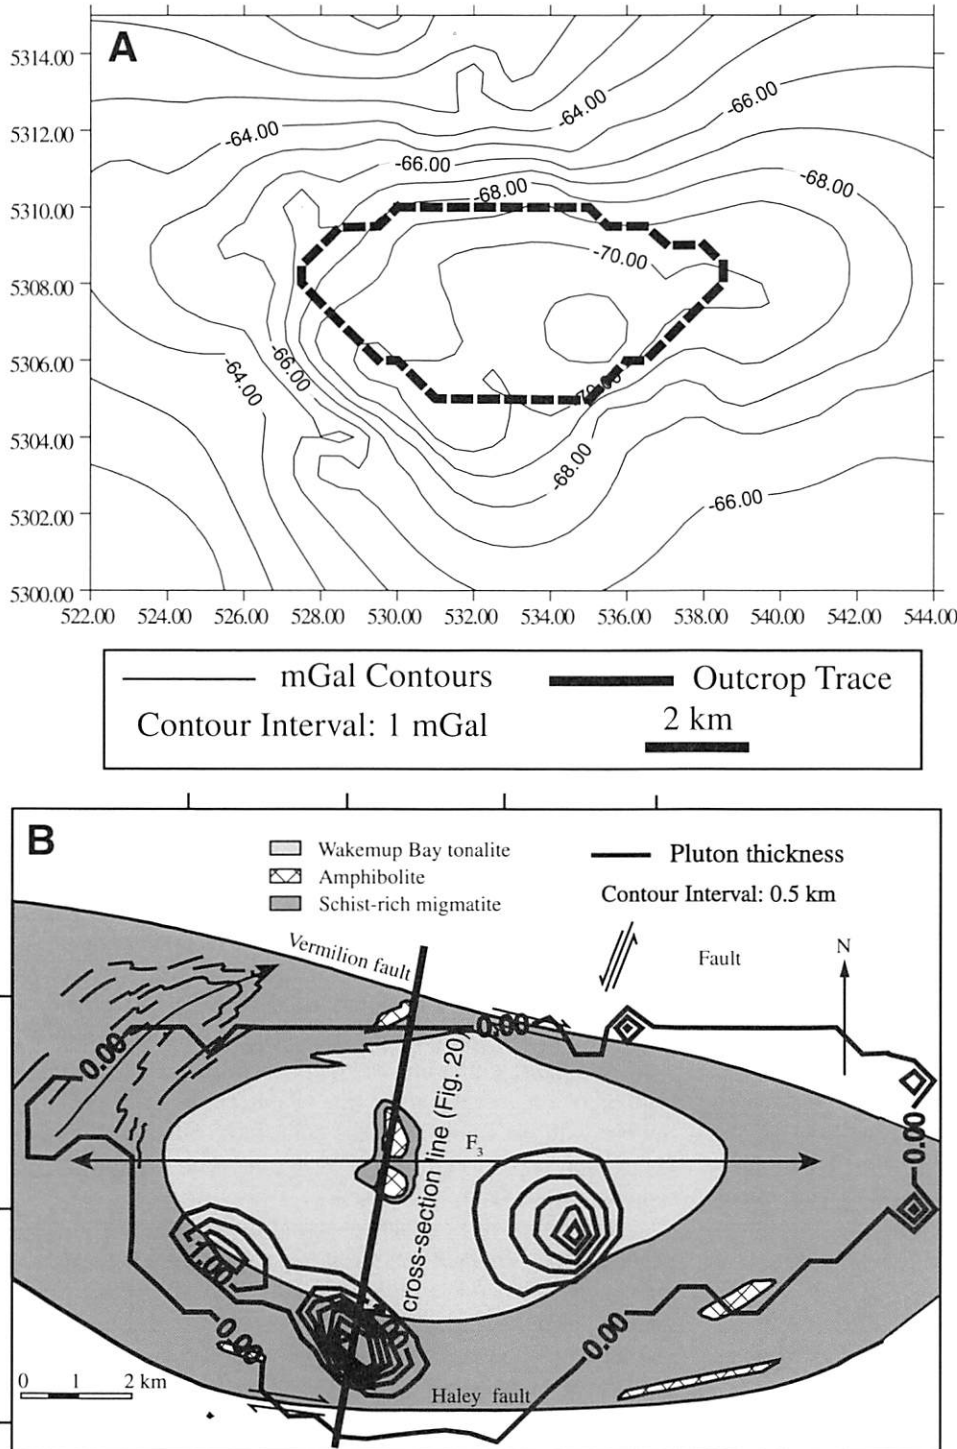 A
5314.00
5312.00
5310.00
5308.00
5306.00
5304.00
5302.00
5300.00
522.00 524.00 526.00 528.00 530.00 532.00 534.00 536.00 538.00 540.00 542.00 544.00
-64.00
-66.00
-64.00
-66.00
-68.00
-68.00
-70.00
-66.00
-64.00
-70.00
-68.00
-66.00
mGal Contours
Outcrop Trace
Contour Interval: 1 mGal
2 km
B
Wakemup Bay tonalite
Amphibolite
Schist-rich migmatite
Pluton thickness
Contour Interval: 0.5 km
Fault
N
Vermilion fault
0.00
0.00
0.00
F3
cross-section line (Fig. 20)
-1.00
0.00
0.00
Haley fault
0 1 2 km